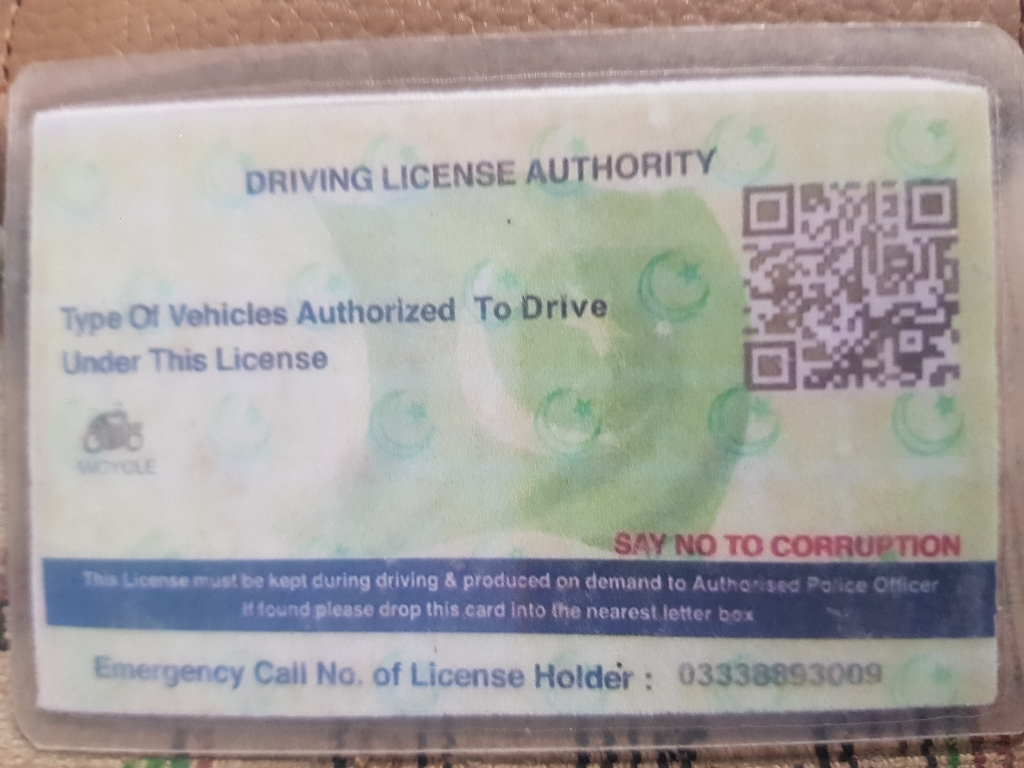 DRIVING LICENSE AUTHORITY
Type Of Vehicles Authorized To Drive
Under This License
M/CYCLE
SAY NO TO CORRUPTION
This License must be kept during driving & produced on demand to Authorised Police Officer
If found please drop this card into the nearest letter box
Emergency Call No. of License Holder : 03338893009